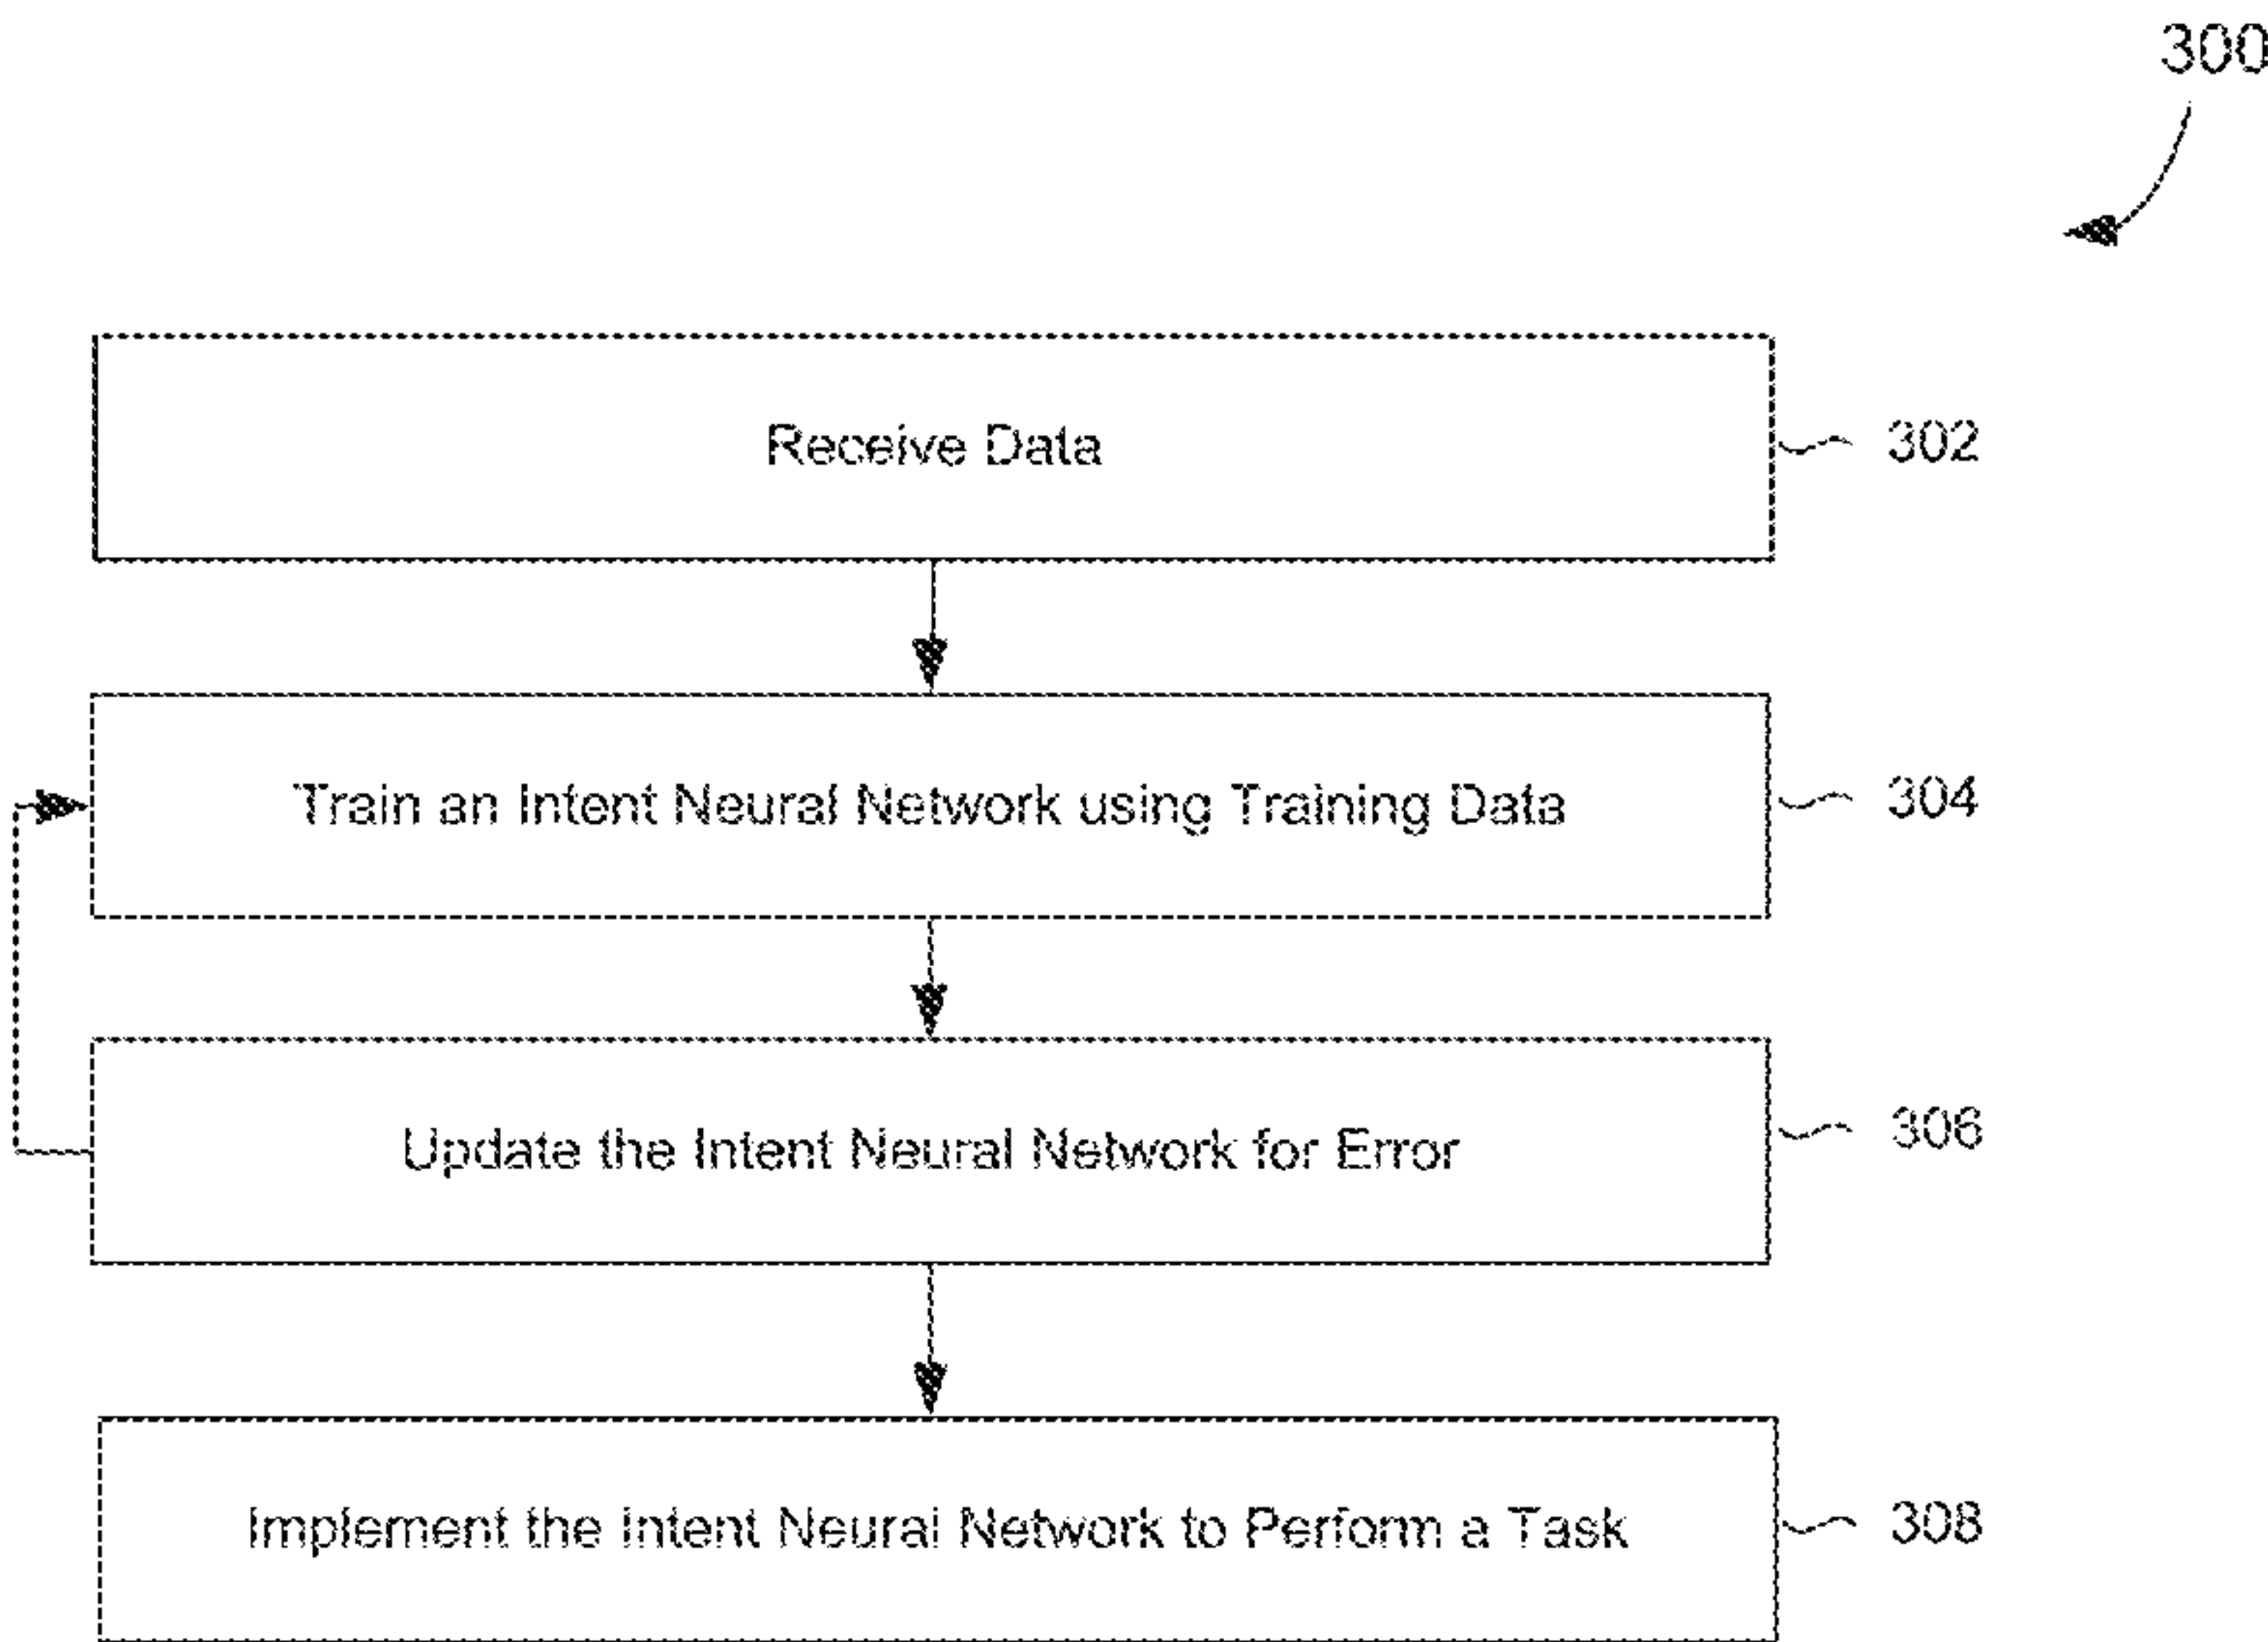 300
Receive Data
302
Train an Intent Neural Network using Training Data
304
Update the Intent Neural Network for Error
306
Implement the Intent Neural Network to Perform a Task
308